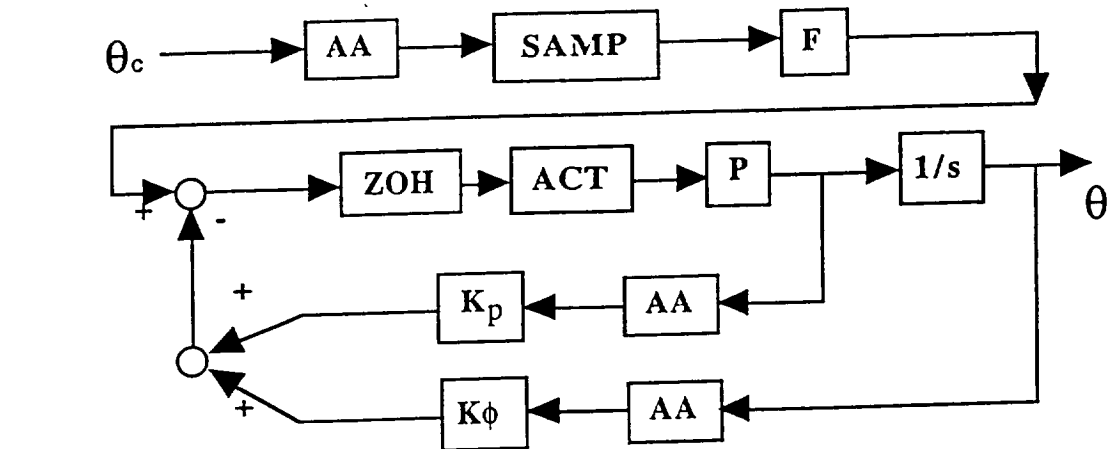 θc AA SAMP F
+ - ZOH ACT P 1/s θ
+ Kp AA
+ Kϕ AA